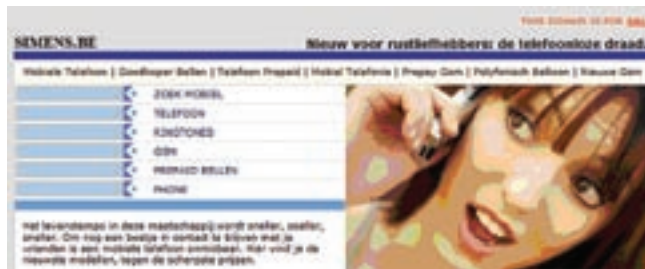 SIMENS.BE
Nieuw voor rustliefhebbers: de telefoonloze draad.
Mobiele Telefoon | Goedkoper Bellen | Telefoon Prepaid | Mobiel Telefonie | Prepay Gsm | Polyfonisch Beltoon | Nieuwe Gsm
ZOEK MOBIEL
TELEFOON
RINGTONES
GSM
PREPAID BELLEN
PHONE
Het levenstempo in deze maatschappij wordt sneller, sneller,
sneller. Om nog een beetje in contact te blijven met je
vrienden is een mobiele telefoon onmisbaar. Hier vind je de
nieuwste modellen, tegen de scherpste prijzen.